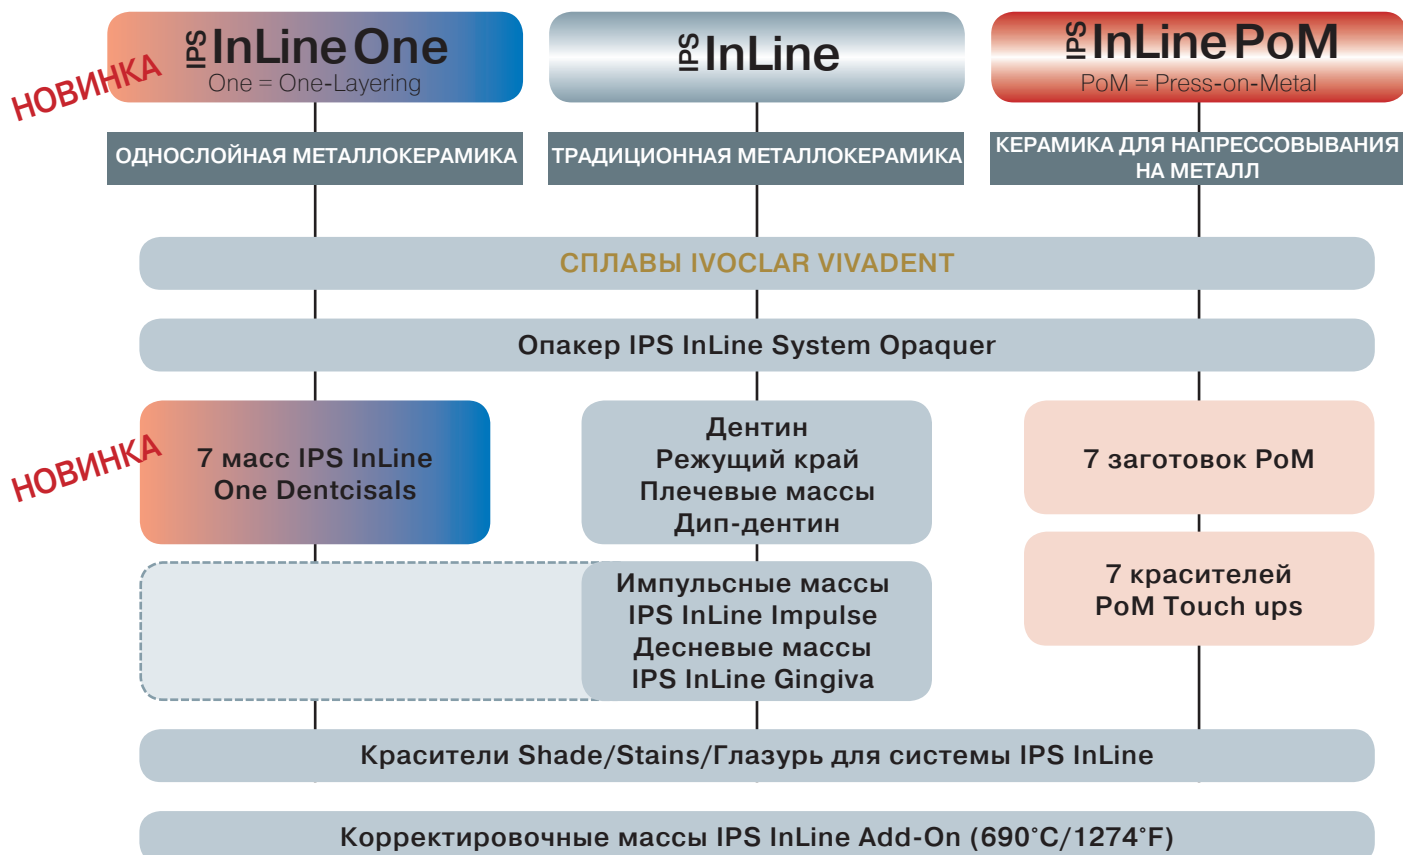 НОВИНКА
IPS InLine One
One = One-Layering
IPS InLine
IPS InLine PoM
PoM = Press-on-Metal
ОДНОСЛОЙНАЯ МЕТАЛЛОКЕРАМИКА
ТРАДИЦИОННАЯ МЕТАЛЛОКЕРАМИКА
КЕРАМИКА ДЛЯ НАПРЕССОВЫВАНИЯ
НА МЕТАЛЛ
СПЛАВЫ IVOCLAR VIVADENT
Опакер IPS InLine System Opaquer
НОВИНКА
7 масс IPS InLine
One Dentcisals
Дентин
Режущий край
Плечевые массы
Дип-дентин
7 заготовок PoM
Импульсные массы
IPS InLine Impulse
Десневые массы
IPS InLine Gingiva
7 красителей
PoM Touch ups
Красители Shade/Stains/Глазурь для системы IPS InLine
Корректировочные массы IPS InLine Add-On (690°C/1274°F)